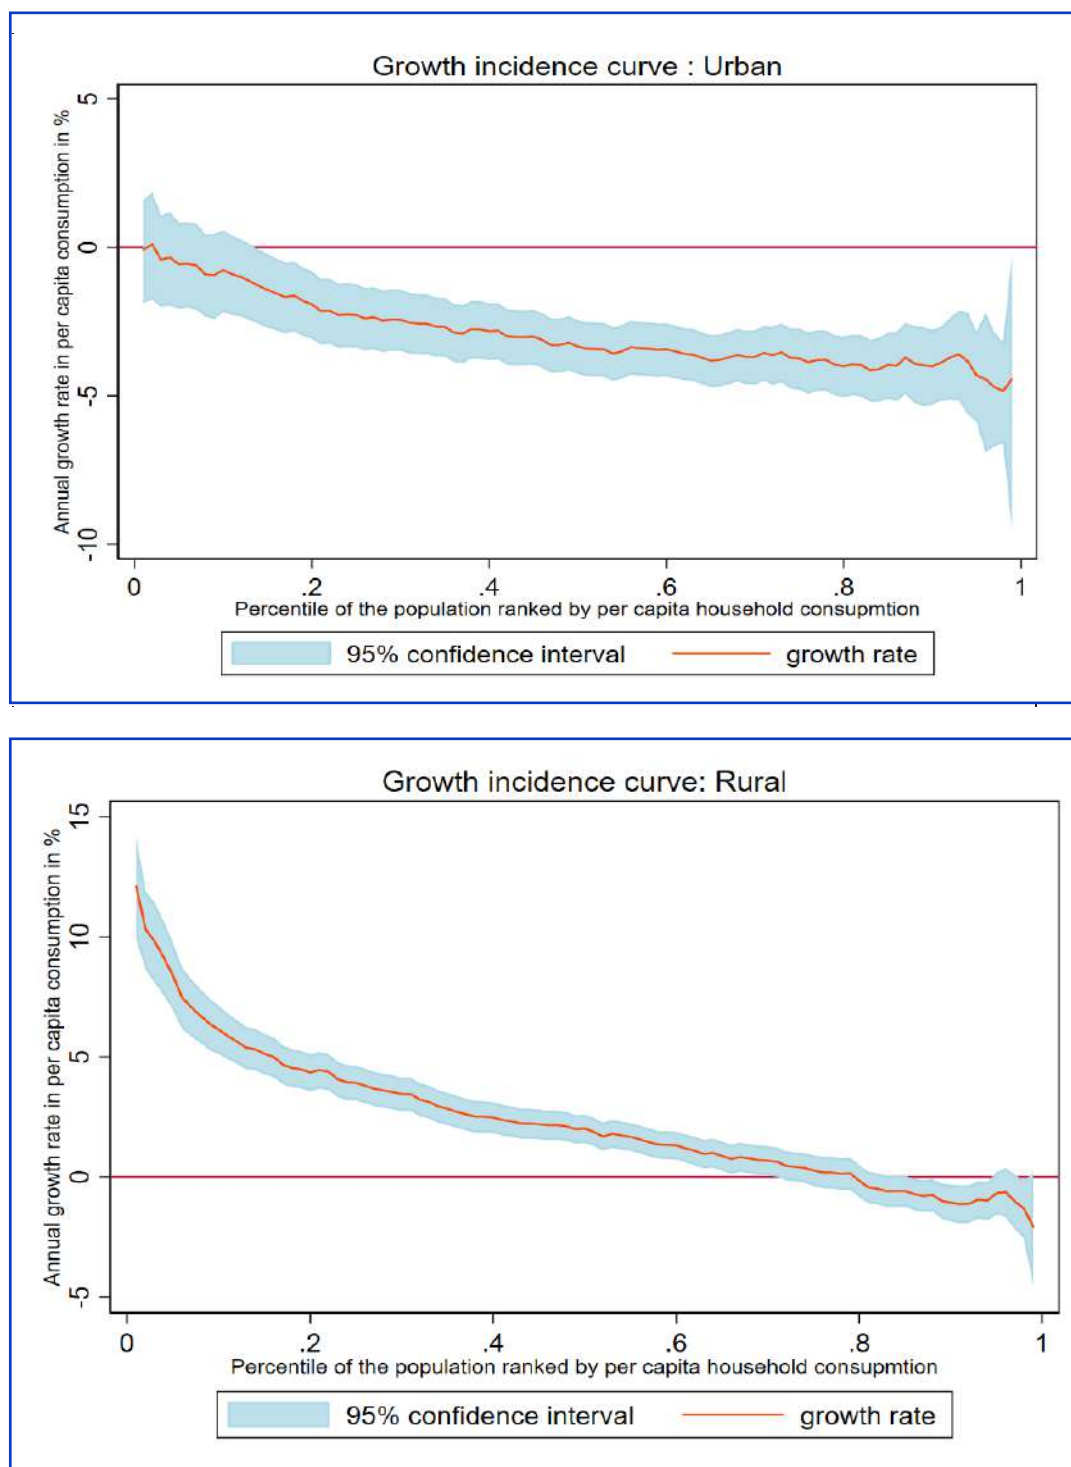 Growth incidence curve : Urban
Annual growth rate in per capita consumption in %
5
0
-5
-10
0 .2 .4 .6 .8 1
Percentile of the population ranked by per capita household consupmtion
95% confidence interval growth rate
Growth incidence curve: Rural
Annual growth rate in per capita consumption in %
15
10
5
0
-5
0 .2 .4 .6 .8 1
Percentile of the population ranked by per capita household consupmtion
95% confidence interval growth rate